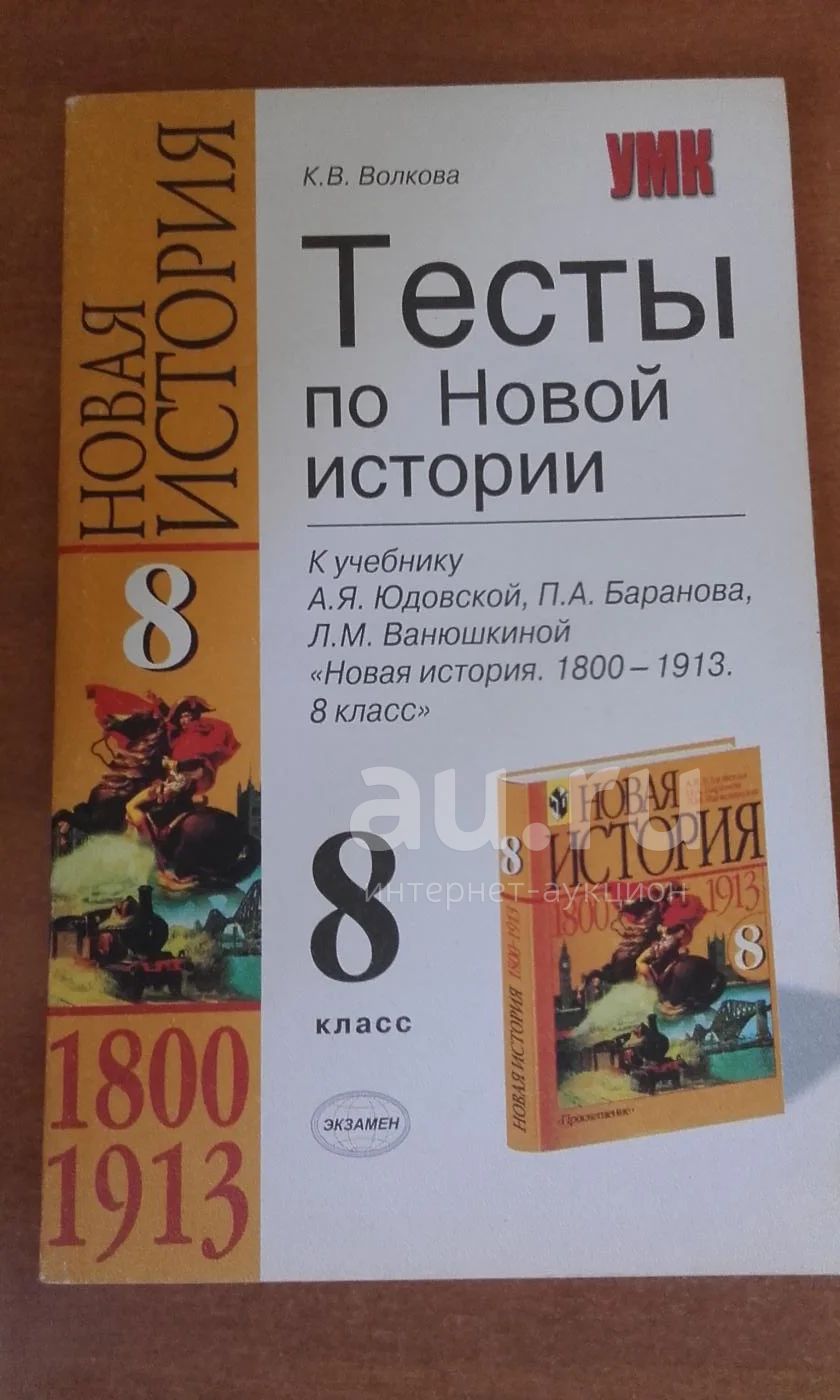 НОВАЯ
ИСТОРИЯ
8
1800
1913
К.В. Волкова
УМК
Тесты
по Новой
истории
К учебнику
А.Я. Юдовской, П.А. Баранова,
Л.М. Ванюшкиной
«Новая история. 1800–1913.
8 класс»
8
класс
ЭКЗАМЕН
НОВАЯ
ИСТОРИЯ
1800
1913
8
8
НОВАЯ ИСТОРИЯ 1800-1913
«Просвещение»
au.ru
интернет-аукцион